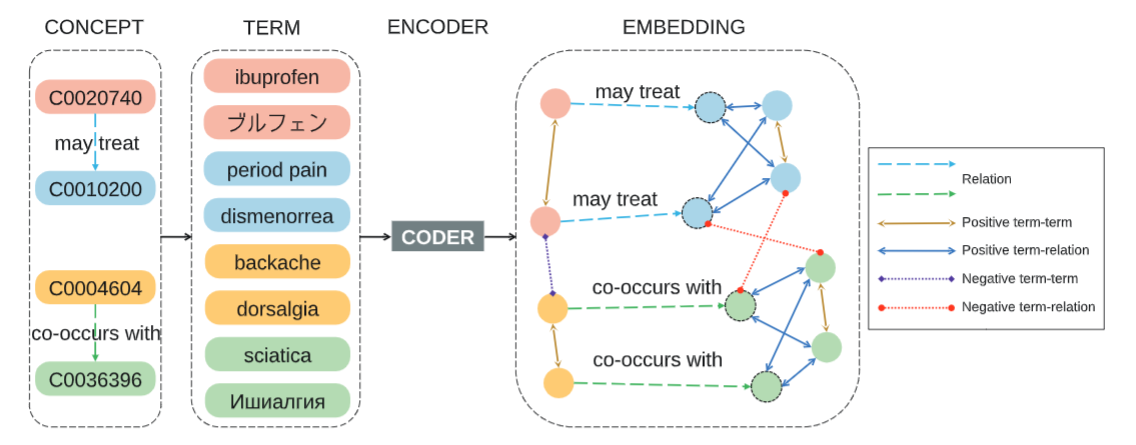 CONCEPT
TERM
ENCODER
EMBEDDING
C0020740
may treat
C0010200
C0004604
co-occurs with
C0036396
ibuprofen
ブルフェン
period pain
dismenorrea
backache
dorsalgia
sciatica
Ишиалгия
CODER
may treat
may treat
co-occurs with
co-occurs with
Relation
Positive term-term
Positive term-relation
Negative term-term
Negative term-relation